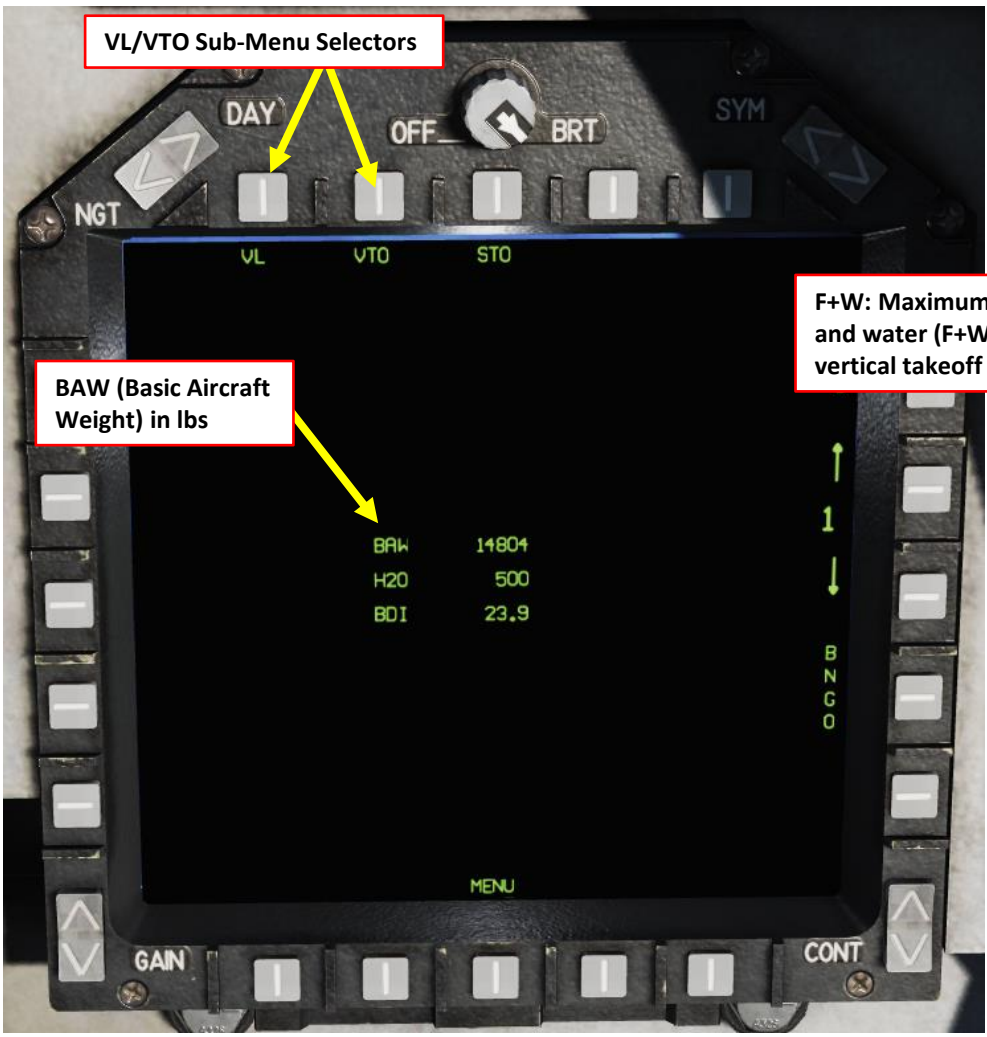 VL/VTO Sub-Menu Selectors
DAY
SYM
OFF
BRT
NGT
VL VTO STO
F+W: Maximum
and water (F+W
vertical takeoff
BAW (Basic Aircraft
Weight) in lbs
1
BAW 14804
H20 500
BDI 23.9
B
N
G
O
MENU
GAIN
CONT